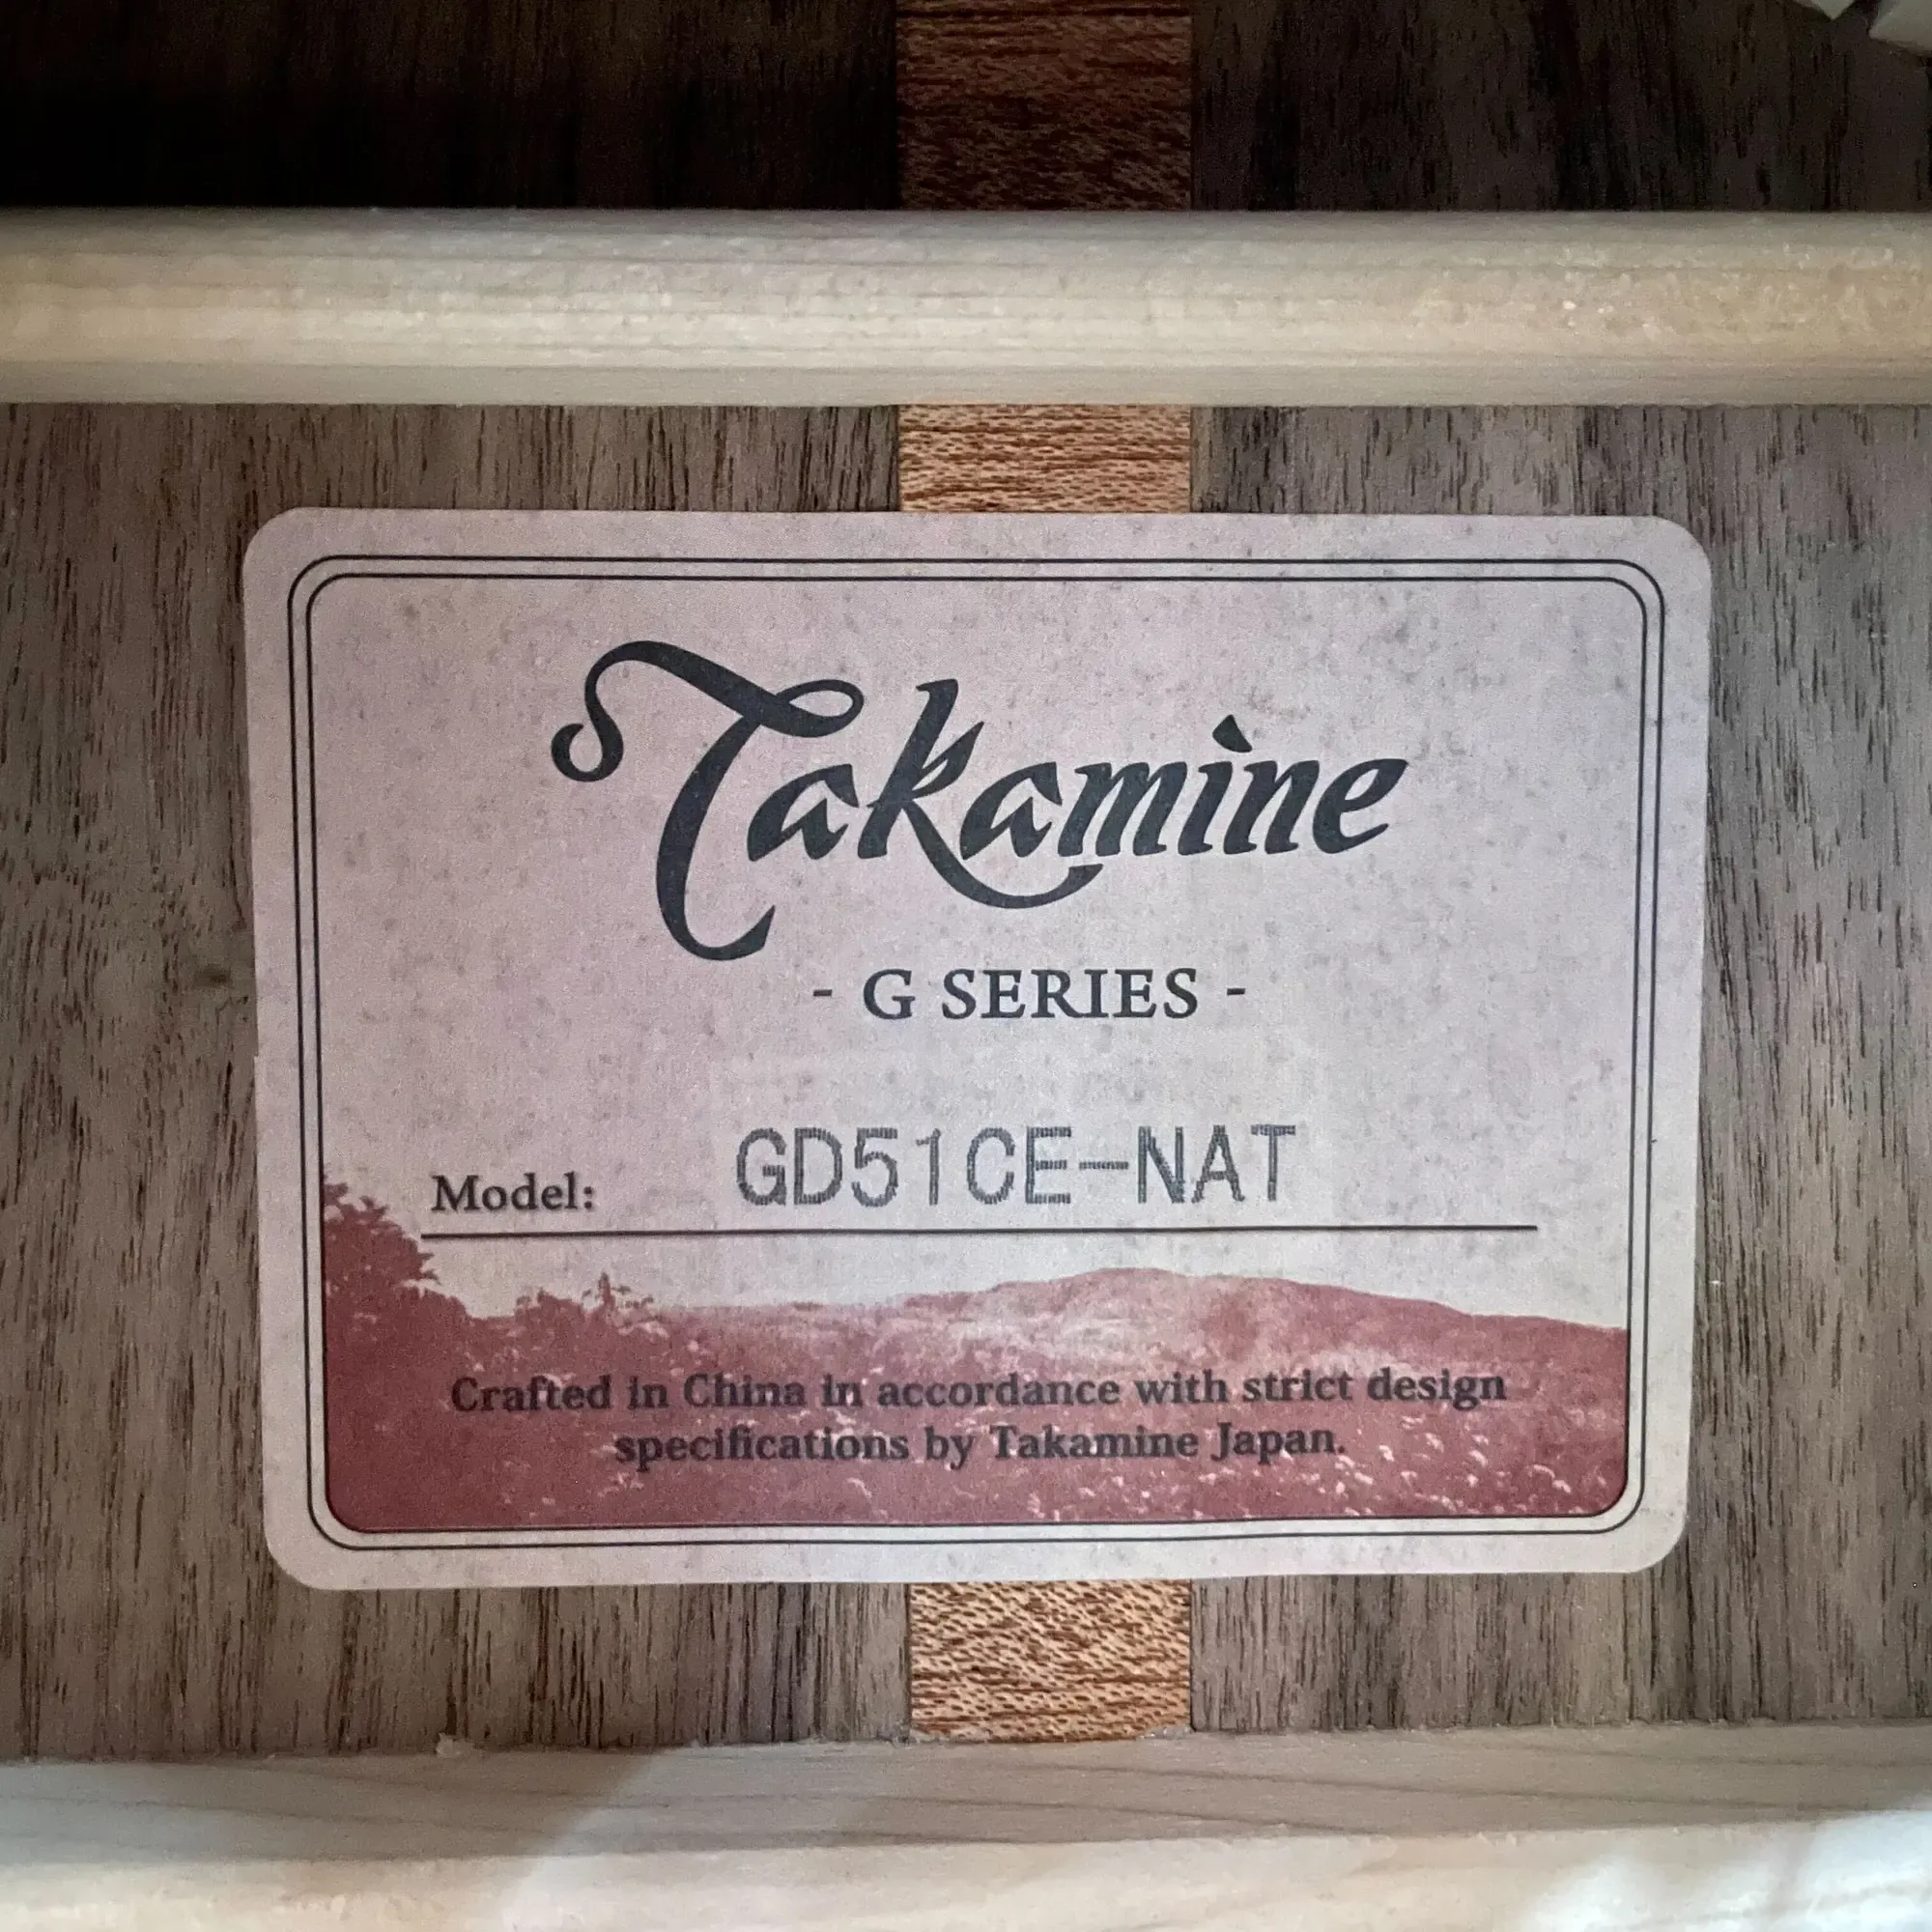 Takamine
- G SERIES -
Model: GD51CE-NAT
Crafted in China in accordance with strict design
specifications by Takamine Japan.